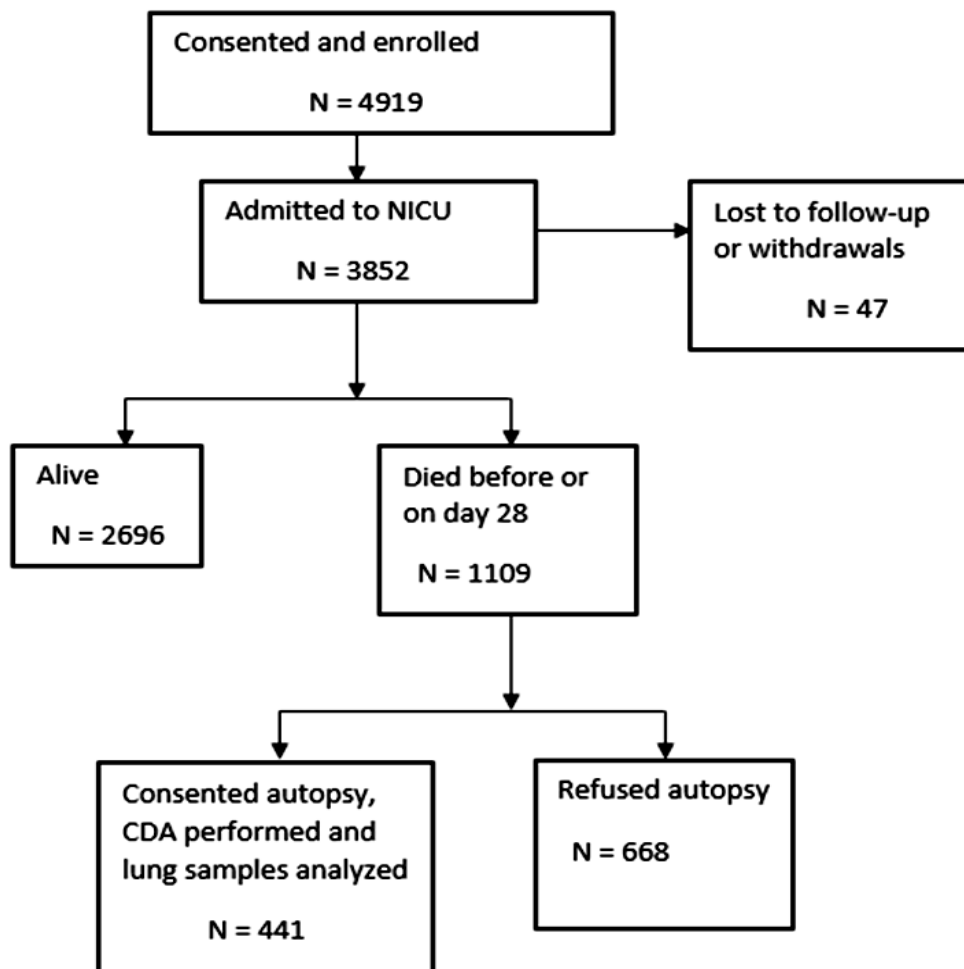 Consented and enrolled
N = 4919
Admitted to NICU
N = 3852
Lost to follow-up
or withdrawals
N = 47
Alive
N = 2696
Died before or
on day 28
N = 1109
Consented autopsy,
CDA performed and
lung samples analyzed
N = 441
Refused autopsy
N = 668